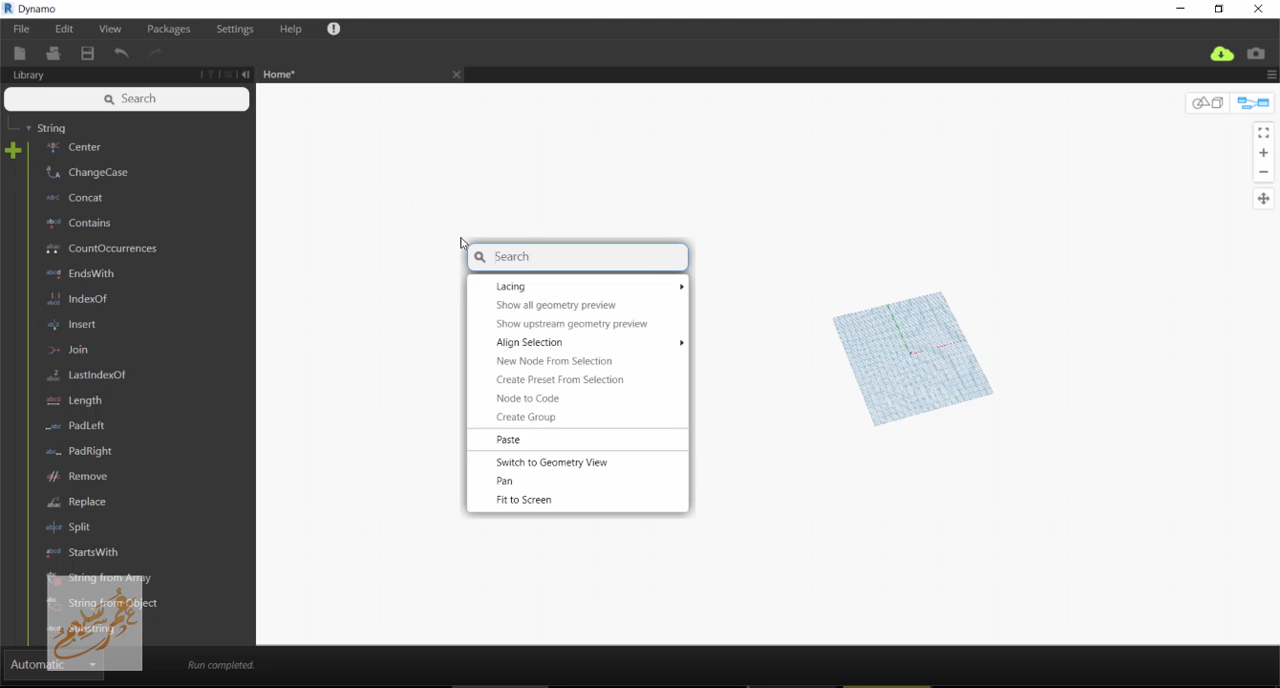 Dynamo
File Edit View Packages Settings Help
Library
Home*
Search
String
Center
ChangeCase
Concat
Contains
CountOccurrences
EndsWith
IndexOf
Insert
Join
LastIndexOf
Length
PadLeft
PadRight
Remove
Replace
Split
StartsWith
String from Array
String from Object
Substring
Search
Lacing
Show all geometry preview
Show upstream geometry preview
Align Selection
New Node From Selection
Create Preset From Selection
Node to Code
Create Group
Paste
Switch to Geometry View
Pan
Fit to Screen
Automatic
Run completed.